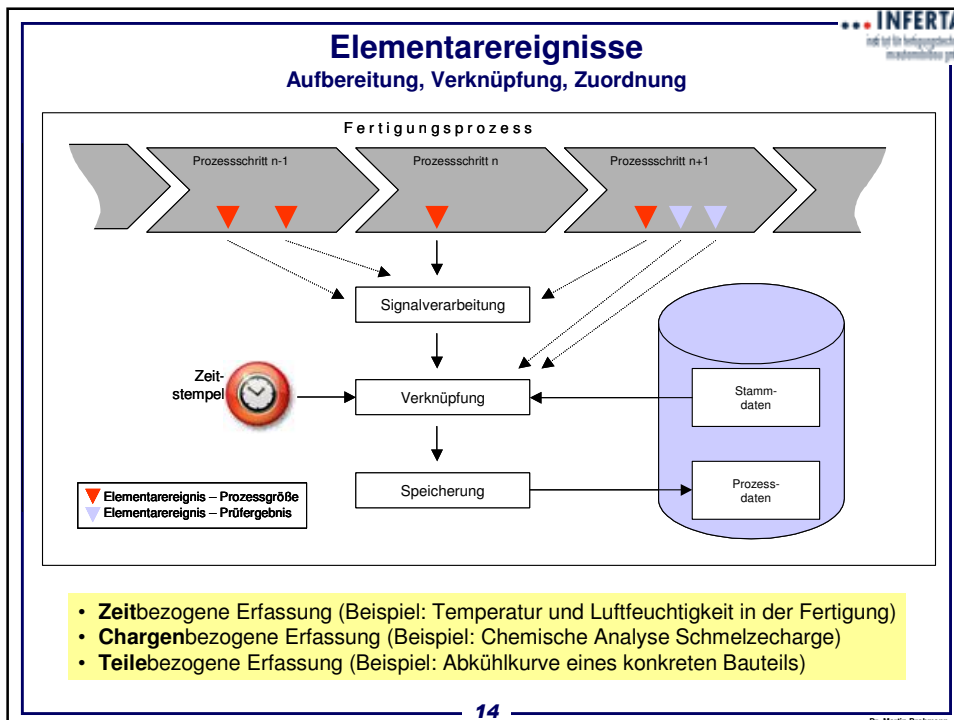 Elementarereignisse
Aufbereitung, Verknüpfung, Zuordnung
INFERTA
Fertigungsprozess
Prozessschritt n-1
Prozessschritt n
Prozessschritt n+1
Signalverarbeitung
Zeit-
stempel
Verknüpfung
Stamm-
daten
Speicherung
Prozess-
daten
Elementarereignis – Prozessgröße
Elementarereignis – Prüfergebnis
• Zeitbezogene Erfassung (Beispiel: Temperatur und Luftfeuchtigkeit in der Fertigung)
• Chargenbezogene Erfassung (Beispiel: Chemische Analyse Schmelzecharge)
• Teilebezogene Erfassung (Beispiel: Abkühlkurve eines konkreten Bauteils)
14